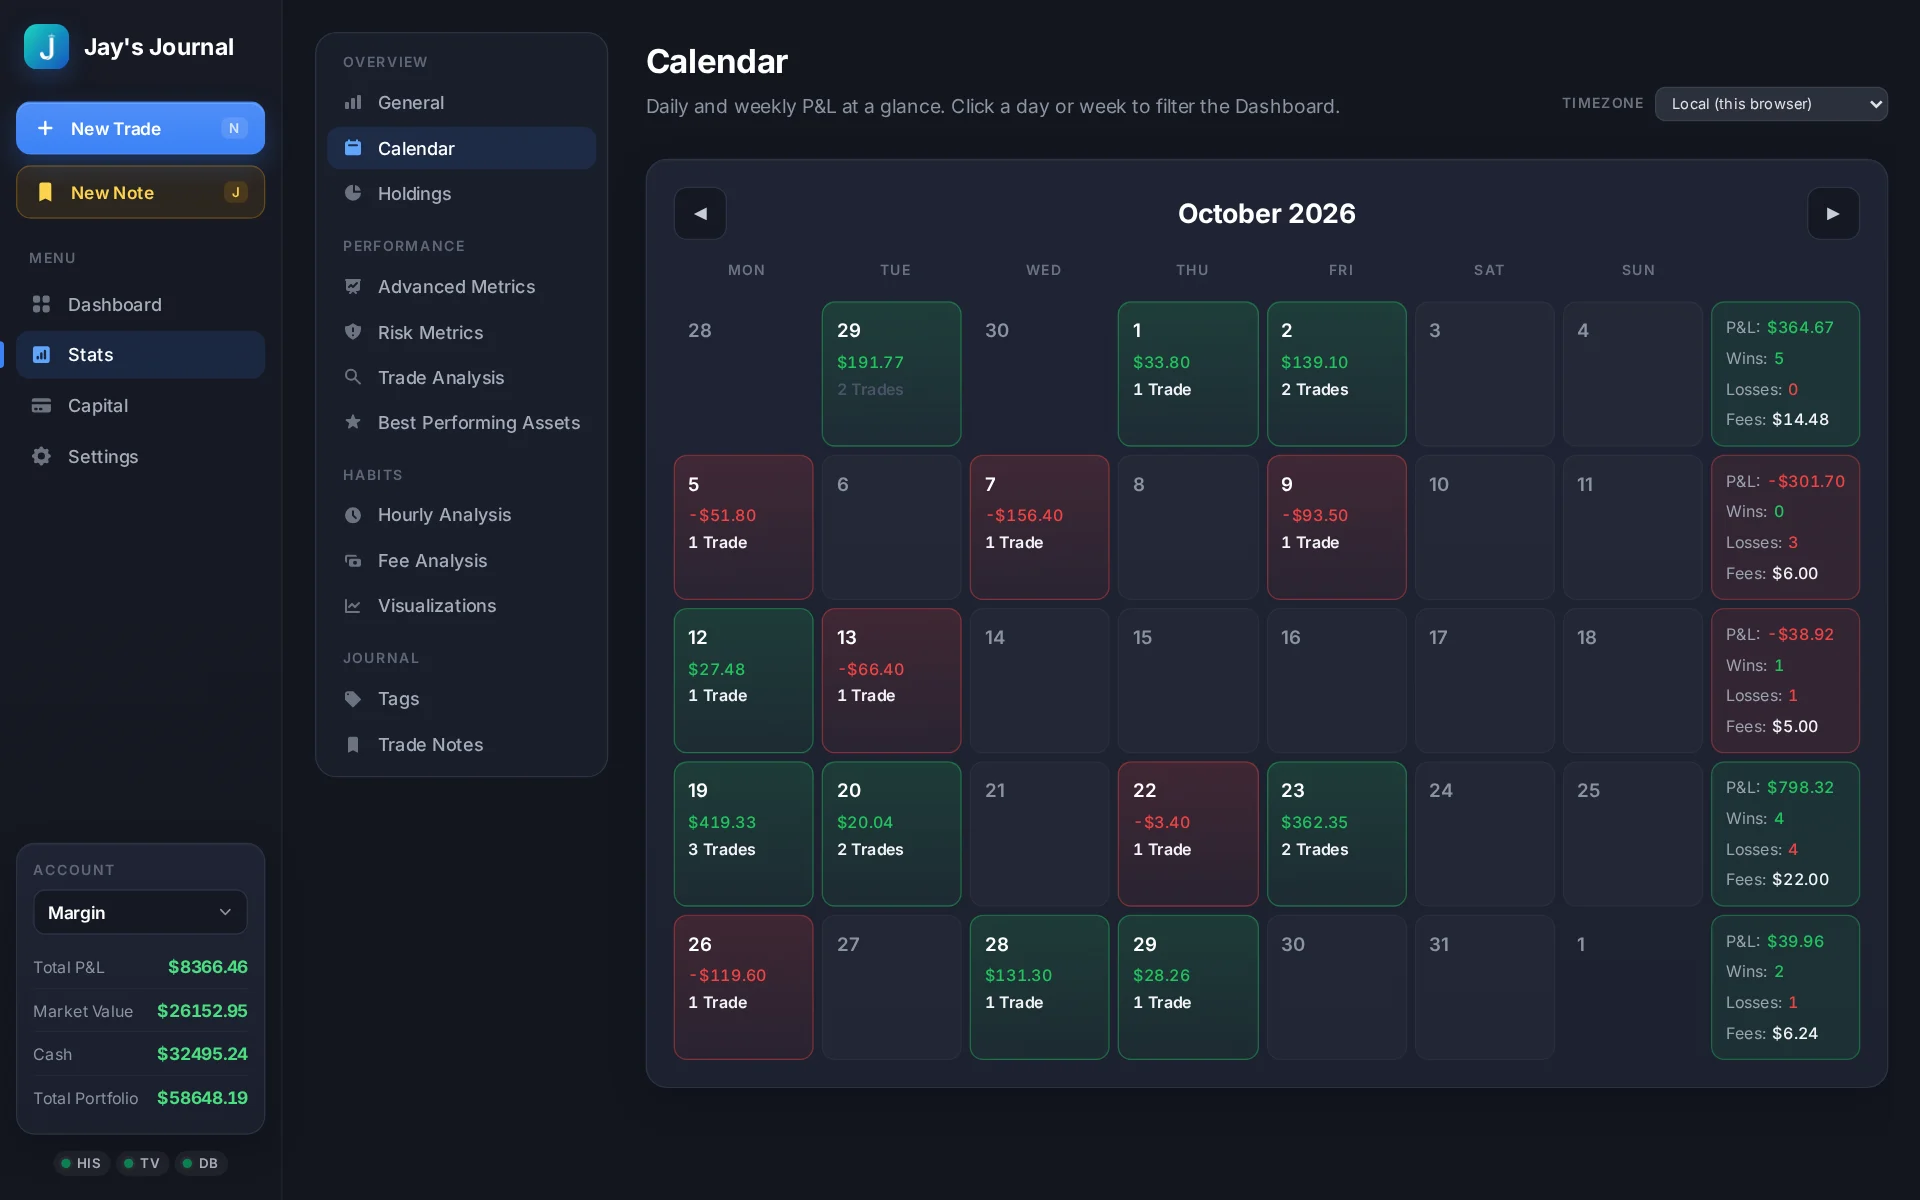 Jay's Journal
New Trade N
New Note J
MENU
Dashboard
Stats
Capital
Settings
ACCOUNT
Margin
Total P&L $8366.46
Market Value $26152.95
Cash $32495.24
Total Portfolio $58648.19
HIS TV DB
OVERVIEW
General
Calendar
Holdings
PERFORMANCE
Advanced Metrics
Risk Metrics
Trade Analysis
Best Performing Assets
HABITS
Hourly Analysis
Fee Analysis
Visualizations
JOURNAL
Tags
Trade Notes
Calendar
Daily and weekly P&L at a glance. Click a day or week to filter the Dashboard.
TIMEZONE Local (this browser)
October 2026
MON TUE WED THU FRI SAT SUN
28
29
$191.77
2 Trades
30
1
$33.80
1 Trade
2
$139.10
2 Trades
3
4
P&L: $364.67
Wins: 5
Losses: 0
Fees: $14.48
5
-$51.80
1 Trade
6
7
-$156.40
1 Trade
8
9
-$93.50
1 Trade
10
11
P&L: -$301.70
Wins: 0
Losses: 3
Fees: $6.00
12
$27.48
1 Trade
13
-$66.40
1 Trade
14
15
16
17
18
P&L: -$38.92
Wins: 1
Losses: 1
Fees: $5.00
19
$419.33
3 Trades
20
$20.04
2 Trades
21
22
-$3.40
1 Trade
23
$362.35
2 Trades
24
25
P&L: $798.32
Wins: 4
Losses: 4
Fees: $22.00
26
-$119.60
1 Trade
27
28
$131.30
1 Trade
29
$28.26
1 Trade
30
31
1
P&L: $39.96
Wins: 2
Losses: 1
Fees: $6.24